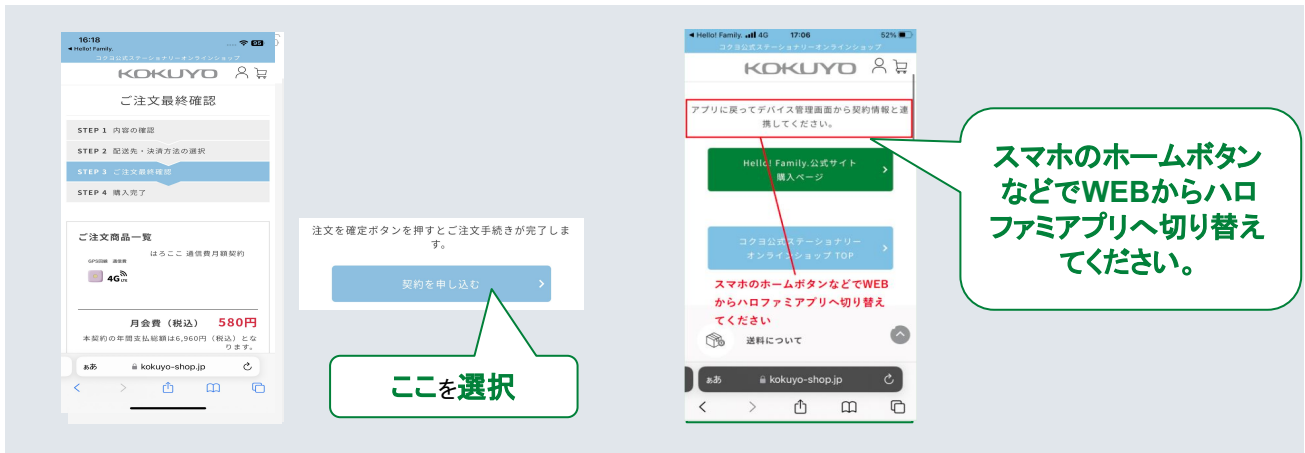 16:18
95
◀ Hello! Family.
コクヨ公式ステーショナリーオンラインショップ
KOKUYO
ご注文最終確認
STEP 1 内容の確認
STEP 2 配送先・決済方法の選択
STEP 3 ご注文最終確認
STEP 4 購入完了
ご注文商品一覧
はろここ 通信費月額契約
GPS回線 通信費
4G LTE
月会費（税込） 580円
本契約の年間支払総額は6,960円（税込）とな
ります。
ぁあ kokuyo-shop.jp
注文を確定ボタンを押すとご注文手続きが完了しま
す。
契約を申し込む
ここを選択
◀ Hello! Family. 4G 17:06 52%
コクヨ公式ステーショナリーオンラインショップ
KOKUYO
アプリに戻ってデバイス管理画面から契約情報と連
携してください。
Hello! Family.公式サイト
購入ページ
コクヨ公式ステーショナリー
オンラインショップ TOP
スマホのホームボタンなどでWEB
からハロファミアプリへ切り替え
てください
送料について
ぁあ kokuyo-shop.jp
スマホのホームボタン
などでWEBからハロ
ファミアプリへ切り替え
てください。